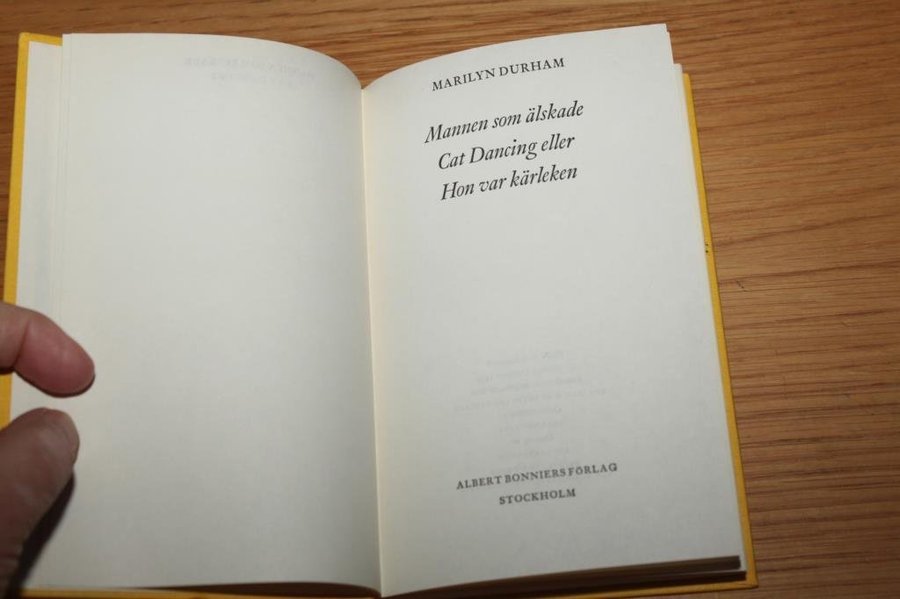 MARILYN DURHAM
Mannen som älskade
Cat Dancing eller
Hon var kärleken
ALBERT BONNIERS FÖRLAG
STOCKHOLM